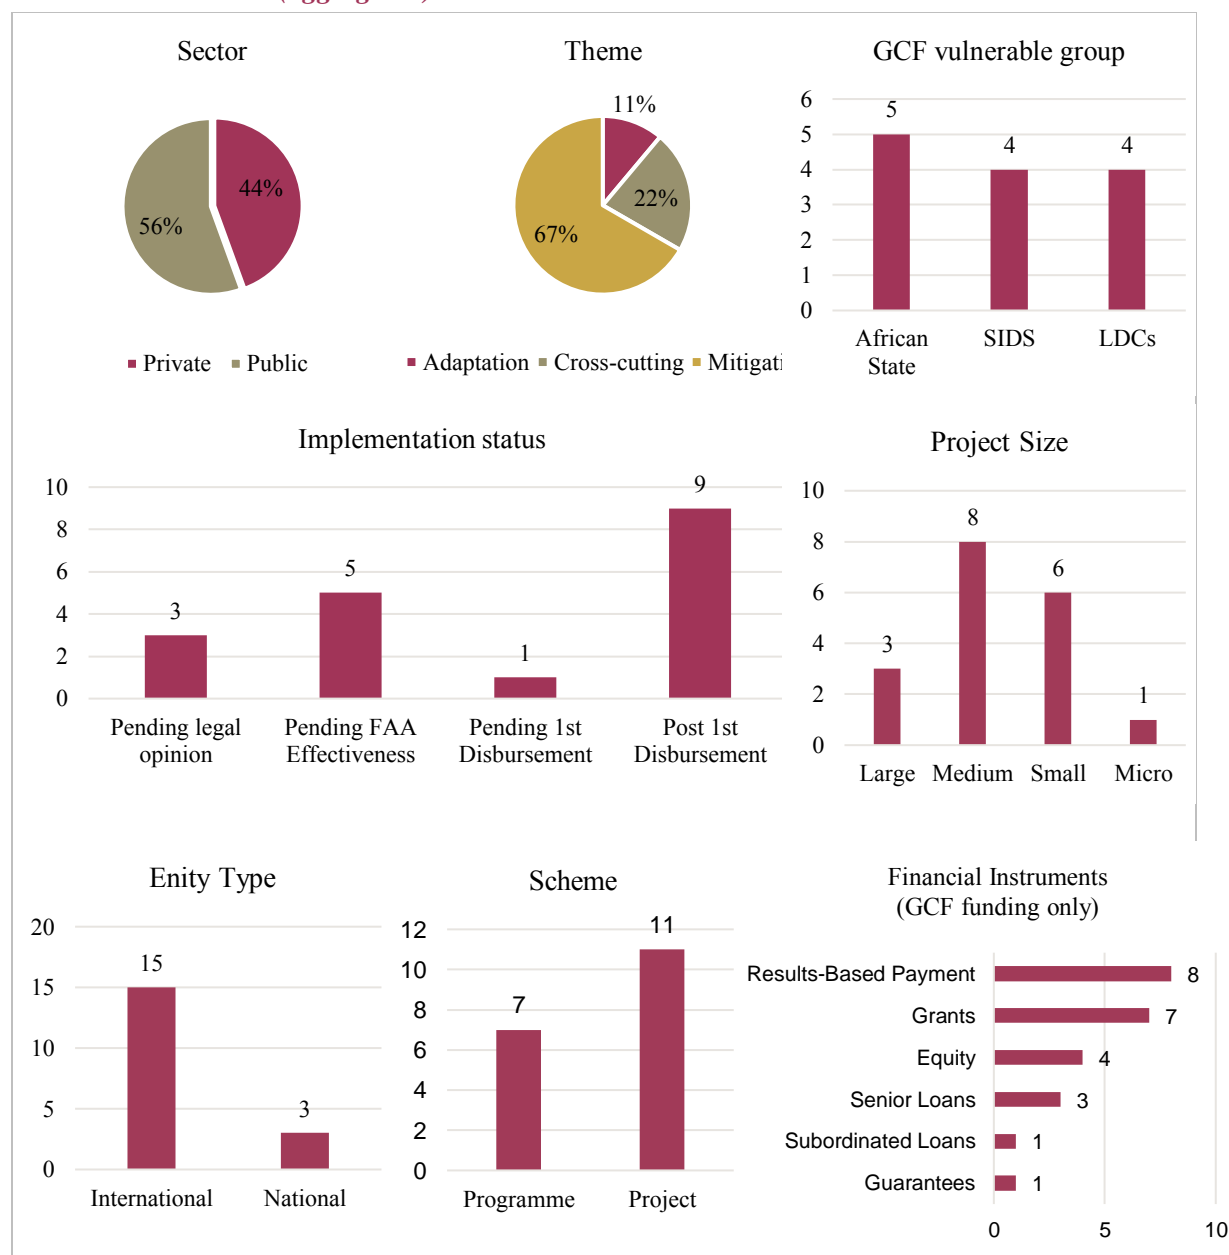 Sector
44%
56%
Private Public
Theme
11%
22%
67%
Adaptation Cross-cutting Mitigati
GCF vulnerable group
6
5
4
3
2
1
0
5
4
4
African
State
SIDS
LDCs
Implementation status
10
8
6
4
2
0
3
5
1
9
Pending legal
opinion
Pending FAA
Effectiveness
Pending 1st
Disbursement
Post 1st
Disbursement
Project Size
10
8
6
4
2
0
3
8
6
1
Large Medium Small Micro
Enity Type
20
15
10
5
0
15
3
International National
Scheme
12
10
8
6
4
2
0
7
11
Programme Project
Financial Instruments
(GCF funding only)
Results-Based Payment 8
Grants 7
Equity 4
Senior Loans 3
Subordinated Loans 1
Guarantees 1
0 5 10